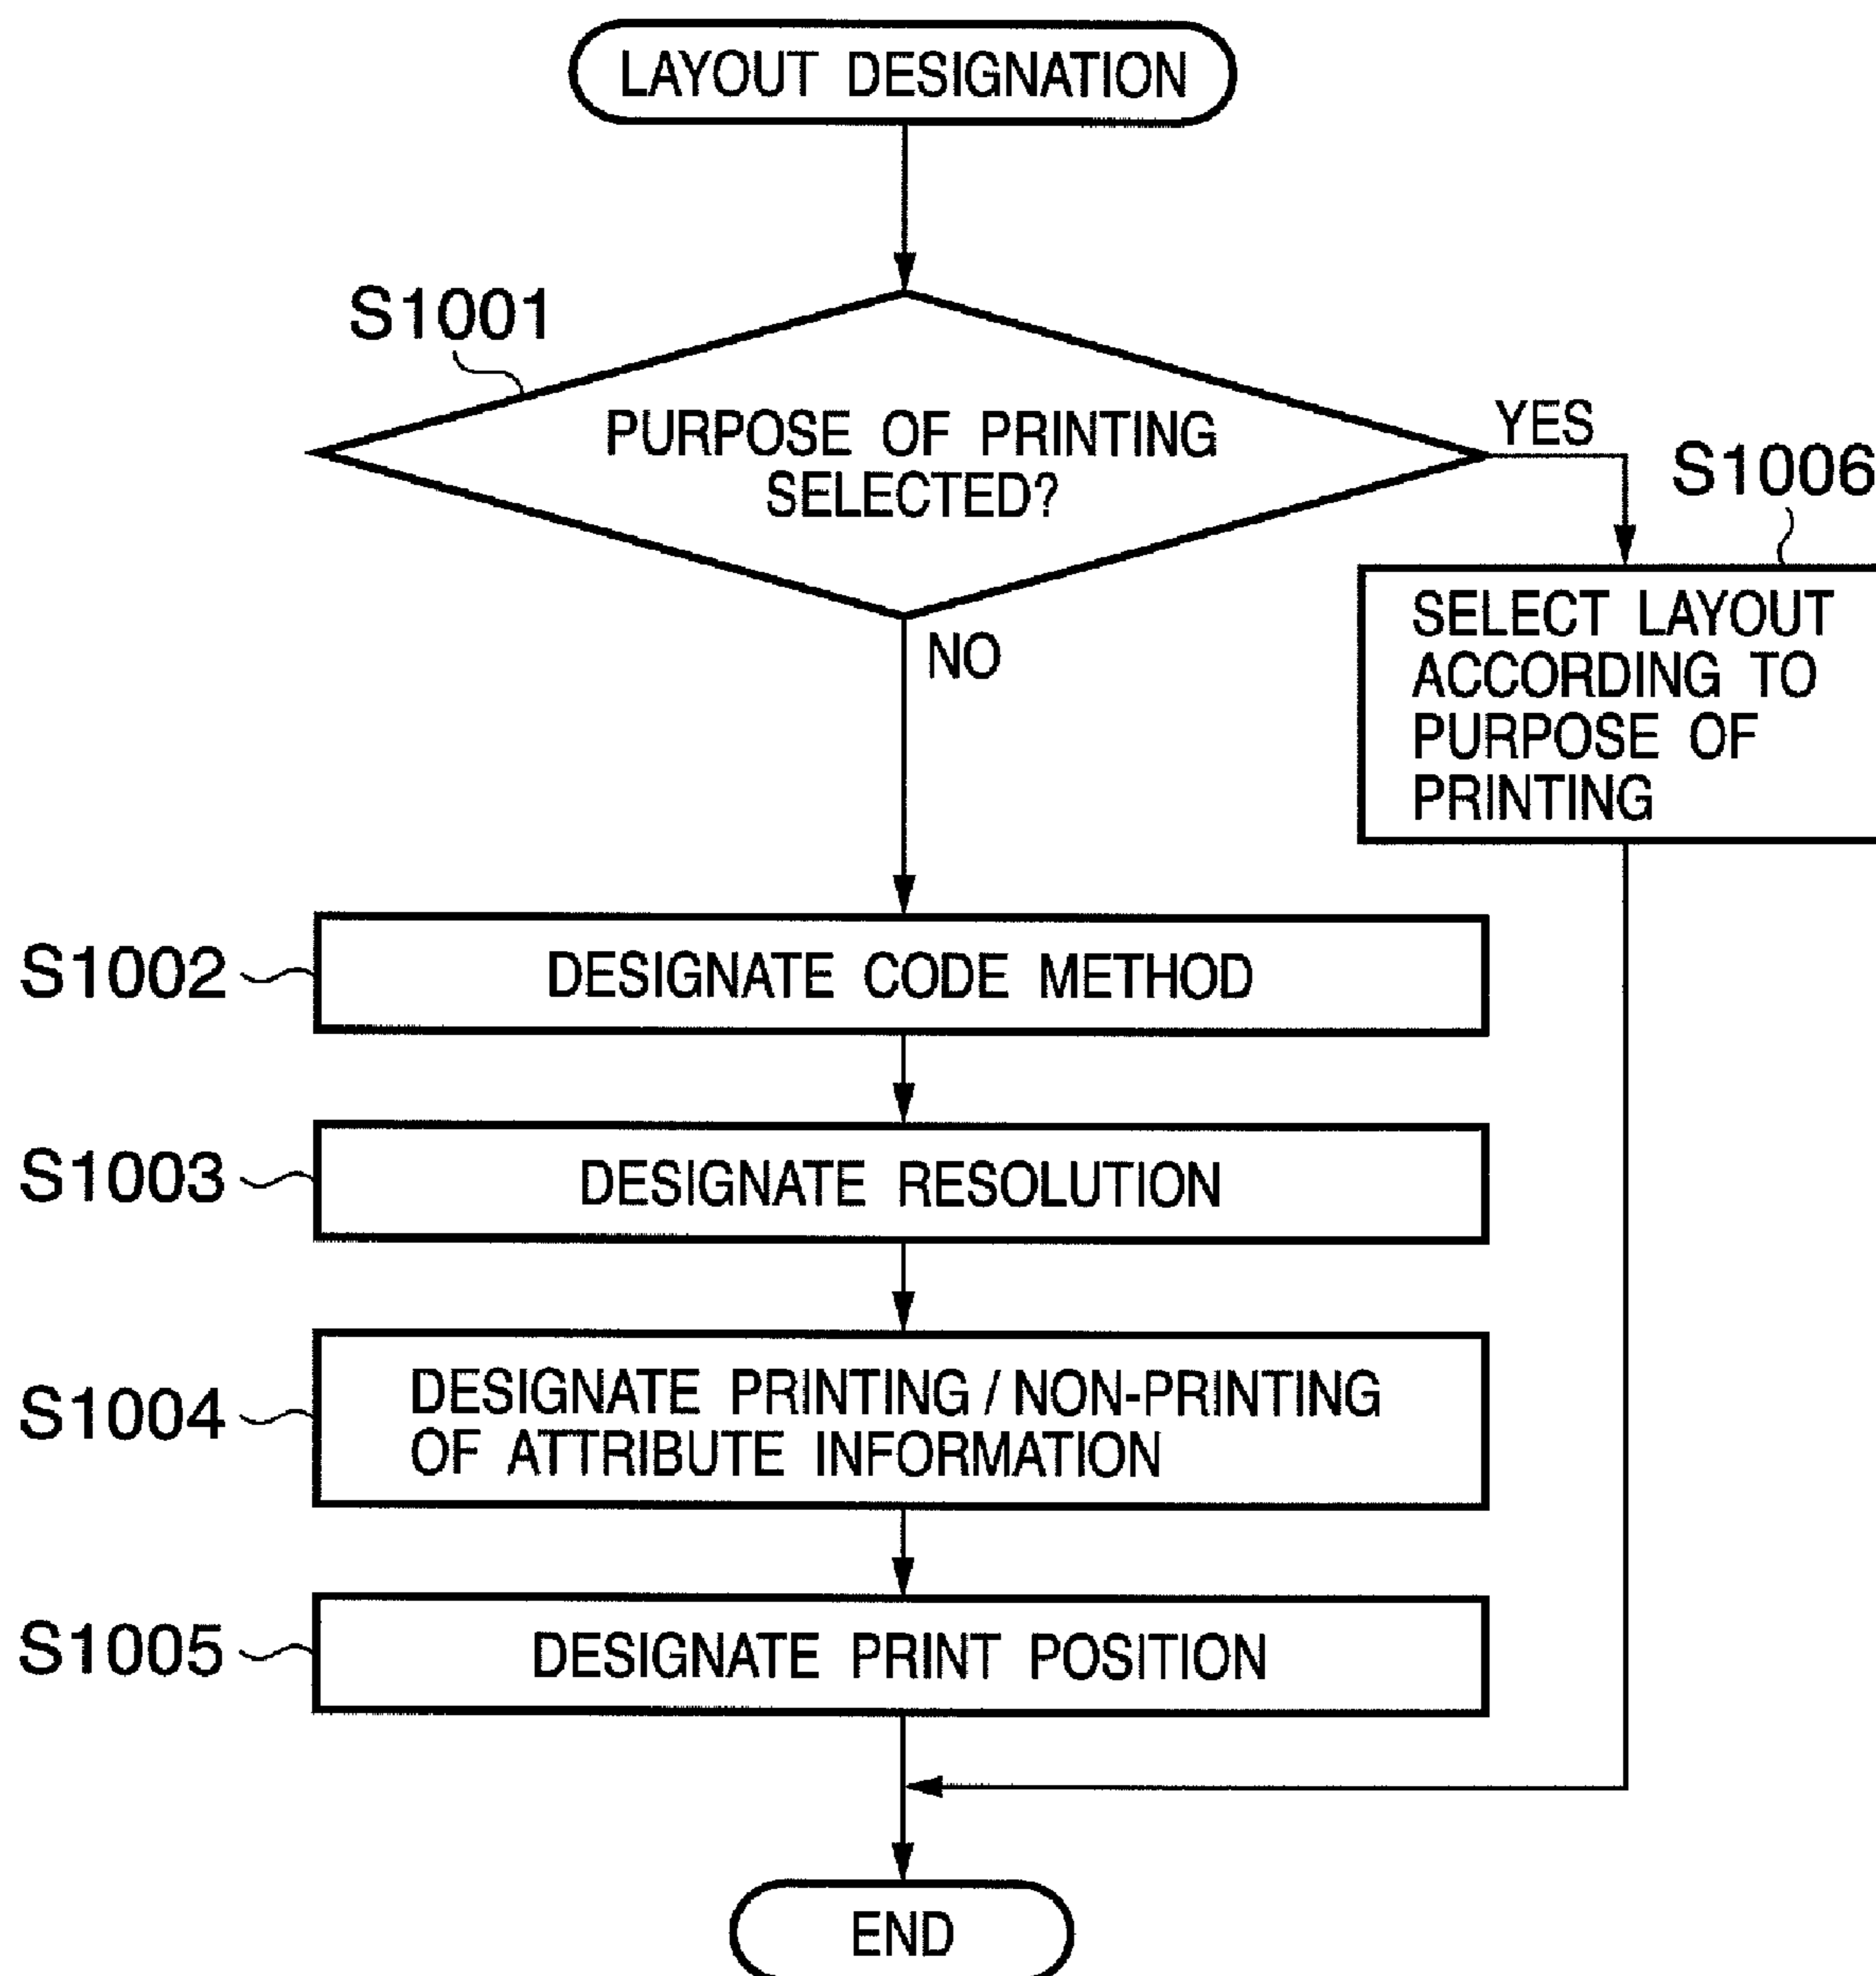 LAYOUT DESIGNATION
S1001
PURPOSE OF PRINTING
SELECTED?
YES
S1006
SELECT LAYOUT
ACCORDING TO
PURPOSE OF
PRINTING
NO
S1002
DESIGNATE CODE METHOD
S1003
DESIGNATE RESOLUTION
S1004
DESIGNATE PRINTING / NON-PRINTING
OF ATTRIBUTE INFORMATION
S1005
DESIGNATE PRINT POSITION
END